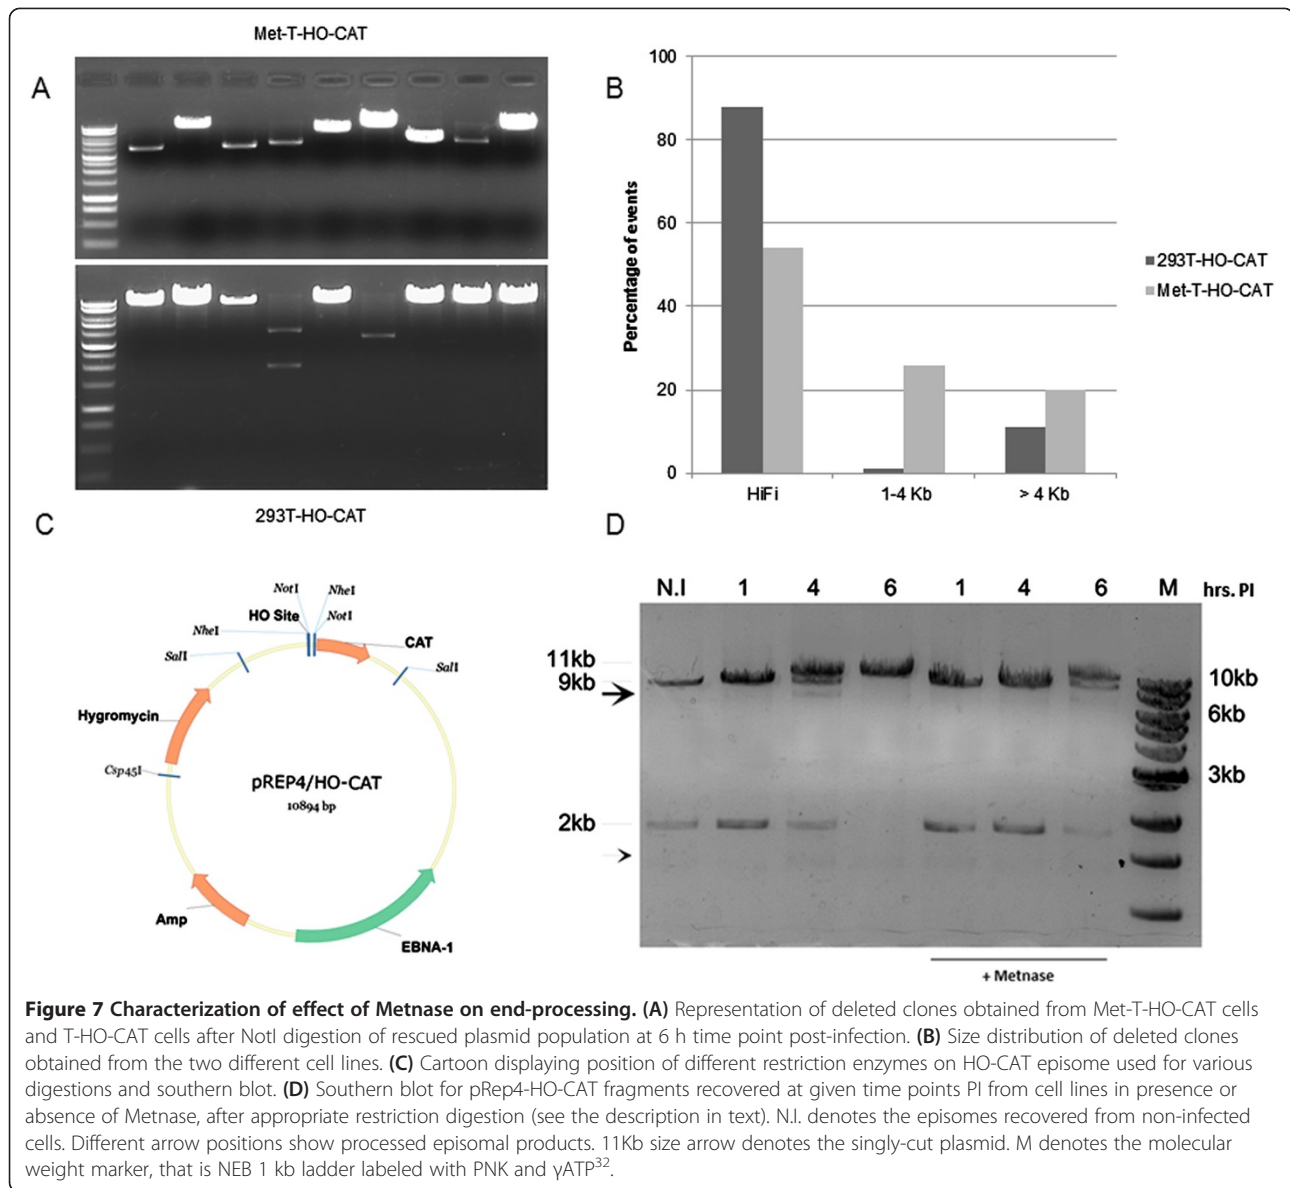 Met-T-HO-CAT
A
293T-HO-CAT
B
Percentage of events
100
80
60
40
20
0
HiFi
1-4 Kb
> 4 Kb
293T-HO-CAT
Met-T-HO-CAT
C
NotI
NheI
HO Site
NotI
NheI
CAT
SalI
SalI
Hygromycin
Csp45I
pREP4/HO-CAT
10894 bp
Amp
EBNA-1
D
N.I 1 4 6 1 4 6 M hrs. PI
11kb
9kb
2kb
10kb
6kb
3kb
+ Metnase
Figure 7 Characterization of effect of Metnase on end-processing. (A) Representation of deleted clones obtained from Met-T-HO-CAT cells
and T-HO-CAT cells after NotI digestion of rescued plasmid population at 6 h time point post-infection. (B) Size distribution of deleted clones
obtained from the two different cell lines. (C) Cartoon displaying position of different restriction enzymes on HO-CAT episome used for various
digestions and southern blot. (D) Southern blot for pRep4-HO-CAT fragments recovered at given time points PI from cell lines in presence or
absence of Metnase, after appropriate restriction digestion (see the description in text). N.I. denotes the episomes recovered from non-infected
cells. Different arrow positions show processed episomal products. 11Kb size arrow denotes the singly-cut plasmid. M denotes the molecular
weight marker, that is NEB 1 kb ladder labeled with PNK and γATP³².